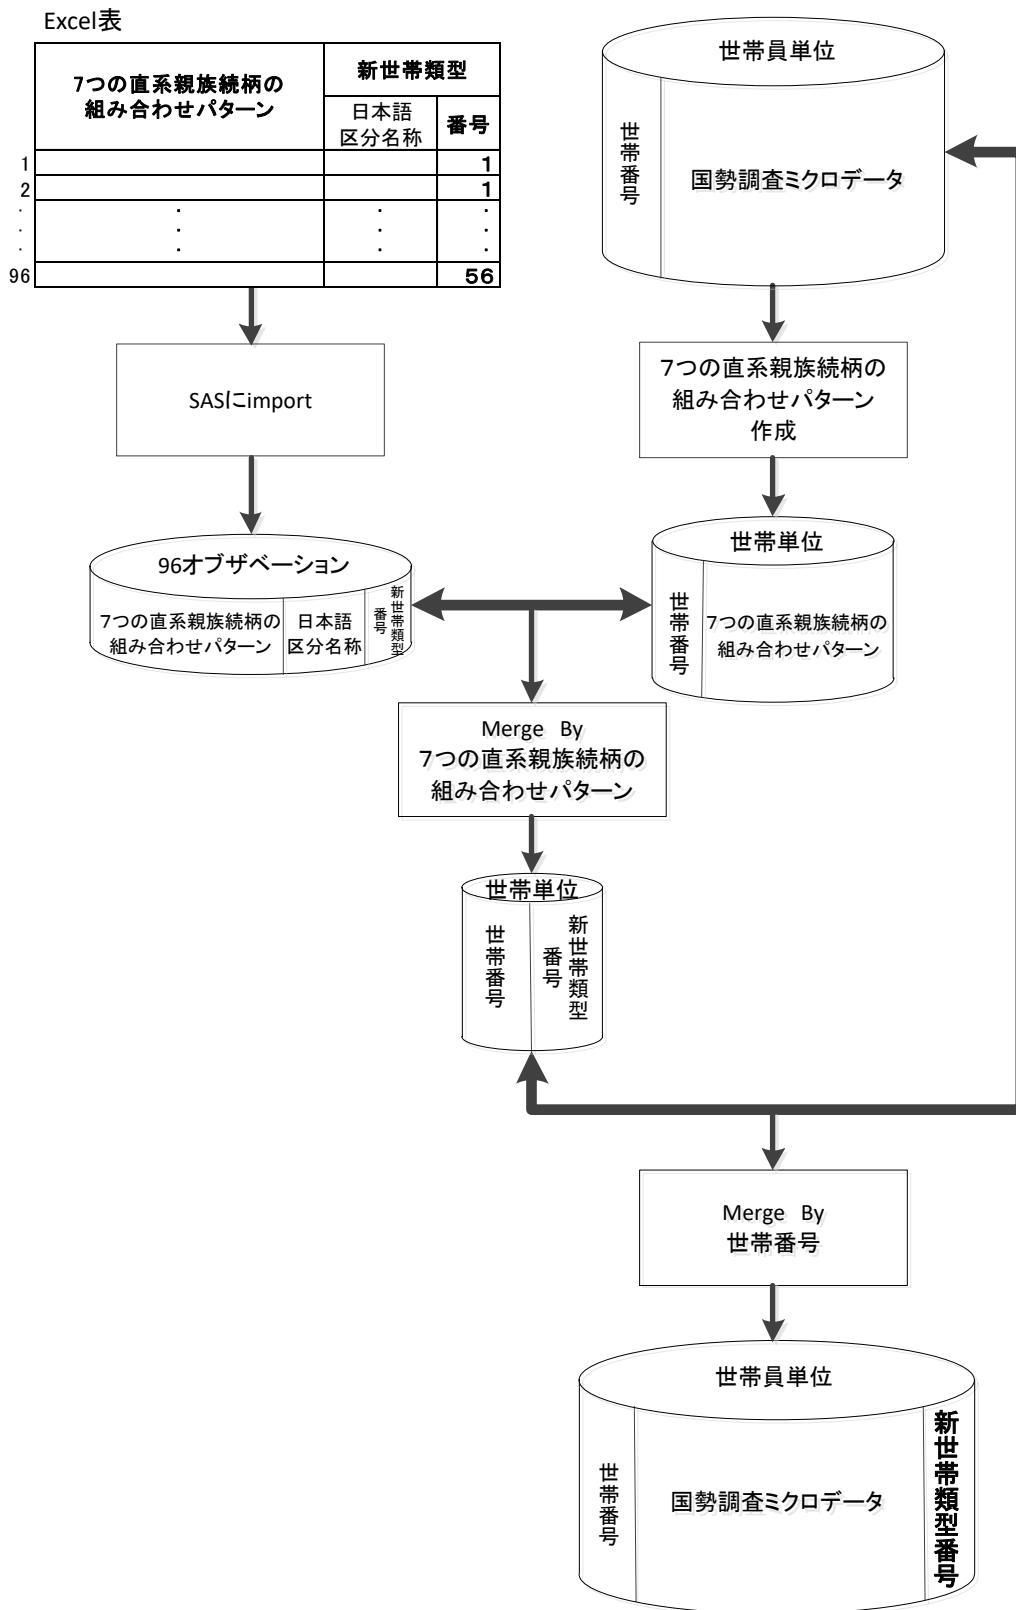 Excel表
7つの直系親族続柄の
組み合わせパターン
新世帯類型
日本語
区分名称
番号
1
1
2
1
・ ・ ・ ・
・ ・ ・ ・
・ ・ ・ ・
96
56
SASにimport
96オブザベーション
7つの直系親族続柄の
組み合わせパターン
日本語
区分名称
新世帯類型
番号
世帯員単位
世帯番号
国勢調査ミクロデータ
7つの直系親族続柄の
組み合わせパターン
作成
世帯単位
世帯番号
7つの直系親族続柄の
組み合わせパターン
Merge By
7つの直系親族続柄の
組み合わせパターン
世帯単位
世帯番号
新世帯類型
番号
Merge By
世帯番号
世帯員単位
世帯番号
国勢調査ミクロデータ
新世帯類型番号